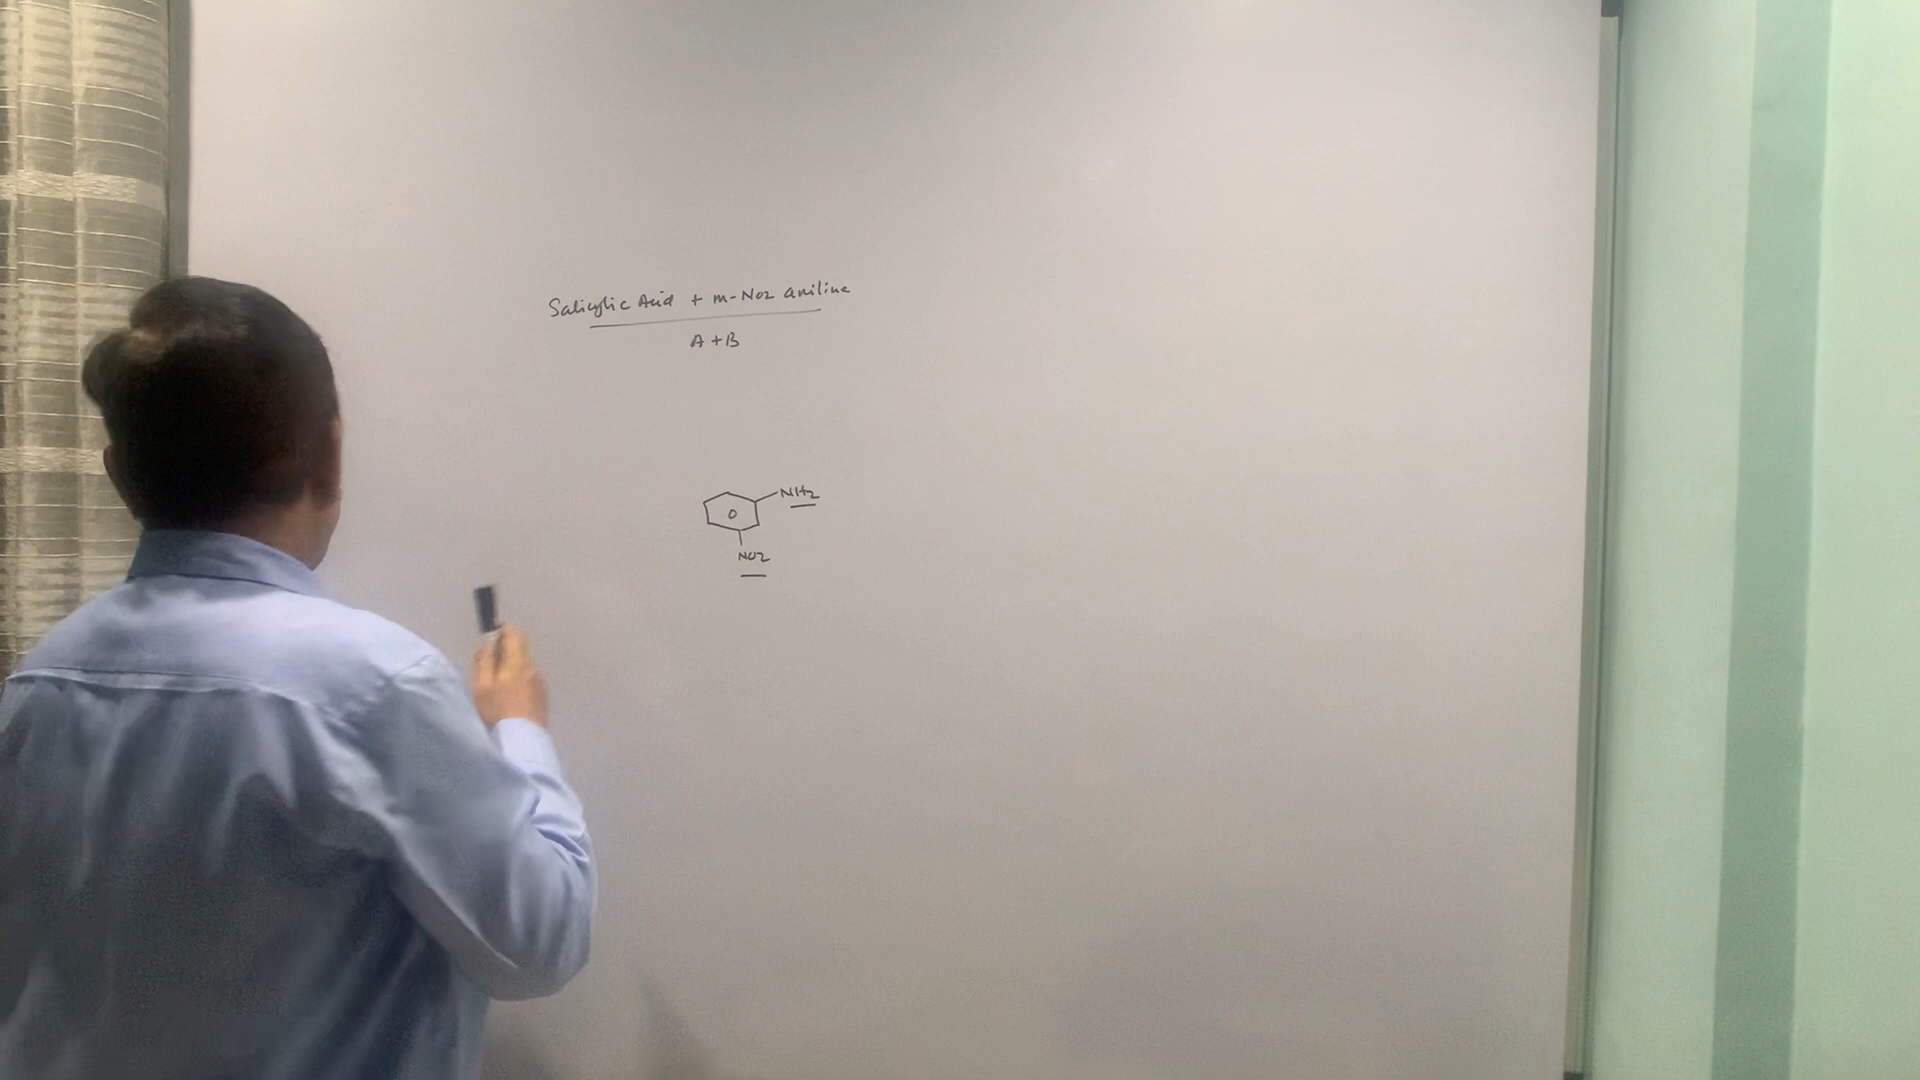 Salicylic Acid + m-NO2 aniline
A + B
NH2
NO2